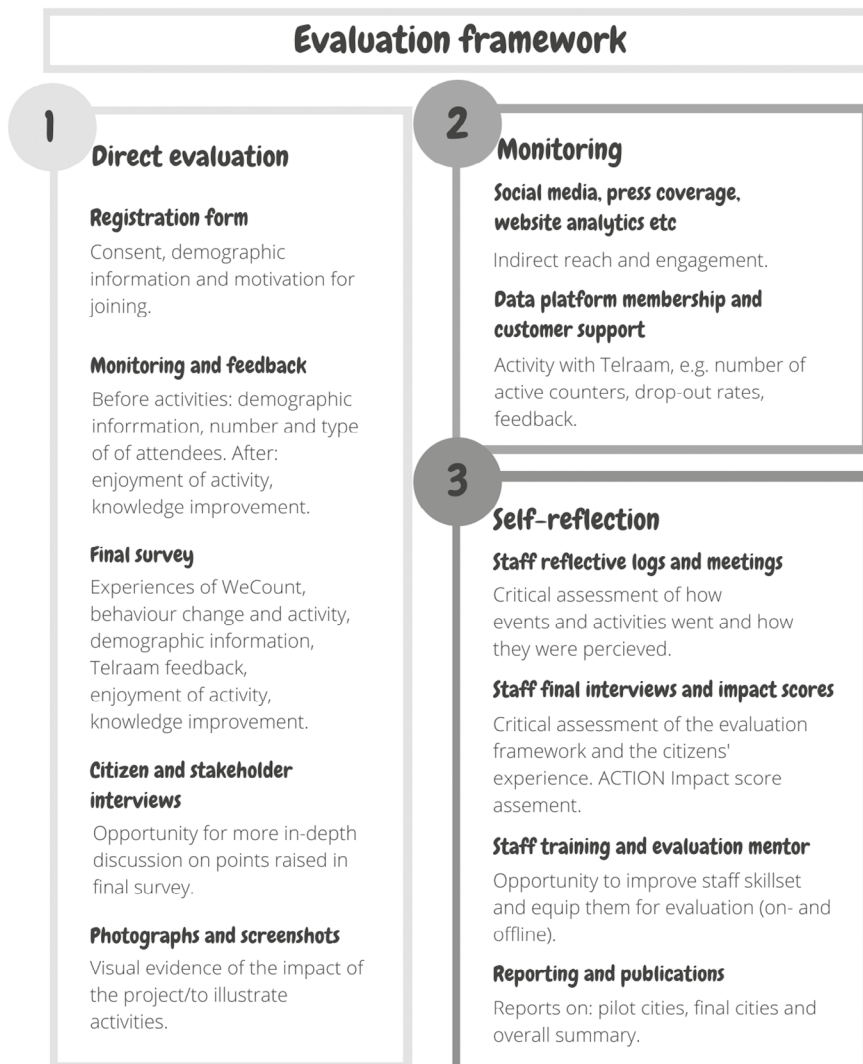 Evaluation framework
1
Direct evaluation
Registration form
Consent, demographic
information and motivation for
joining.
Monitoring and feedback
Before activities: demographic
inforrmation, number and type
of of attendees. After:
enjoyment of activity,
knowledge improvement.
Final survey
Experiences of WeCount,
behaviour change and activity,
demographic information,
Telraam feedback,
enjoyment of activity,
knowledge improvement.
Citizen and stakeholder
interviews
Opportunity for more in-depth
discussion on points raised in
final survey.
Photographs and screenshots
Visual evidence of the impact of
the project/to illustrate
activities.
2
Monitoring
Social media, press coverage,
website analytics etc
Indirect reach and engagement.
Data platform membership and
customer support
Activity with Telraam, e.g. number of
active counters, drop-out rates,
feedback.
3
Self-reflection
Staff reflective logs and meetings
Critical assessment of how
events and activities went and how
they were percieved.
Staff final interviews and impact scores
Critical assessment of the evaluation
framework and the citizens'
experience. ACTION Impact score
assement.
Staff training and evaluation mentor
Opportunity to improve staff skillset
and equip them for evaluation (on- and
offline).
Reporting and publications
Reports on: pilot cities, final cities and
overall summary.